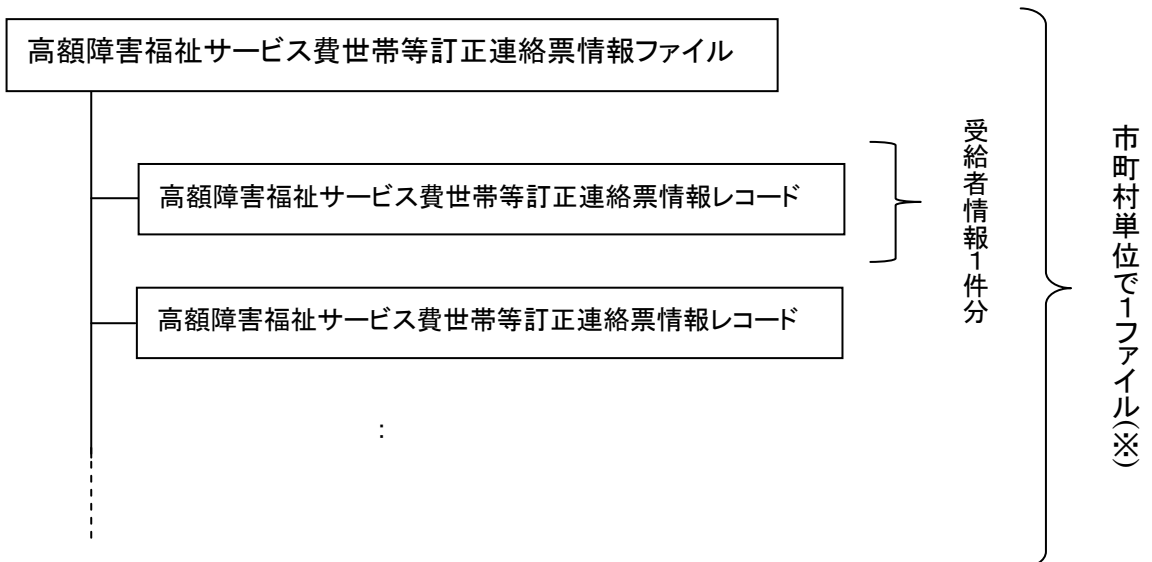 高額障害福祉サービス費世帯等訂正連絡票情報ファイル
高額障害福祉サービス費世帯等訂正連絡票情報レコード
高額障害福祉サービス費世帯等訂正連絡票情報レコード
:
受給者情報1件分
市町村単位で1ファイル(※)